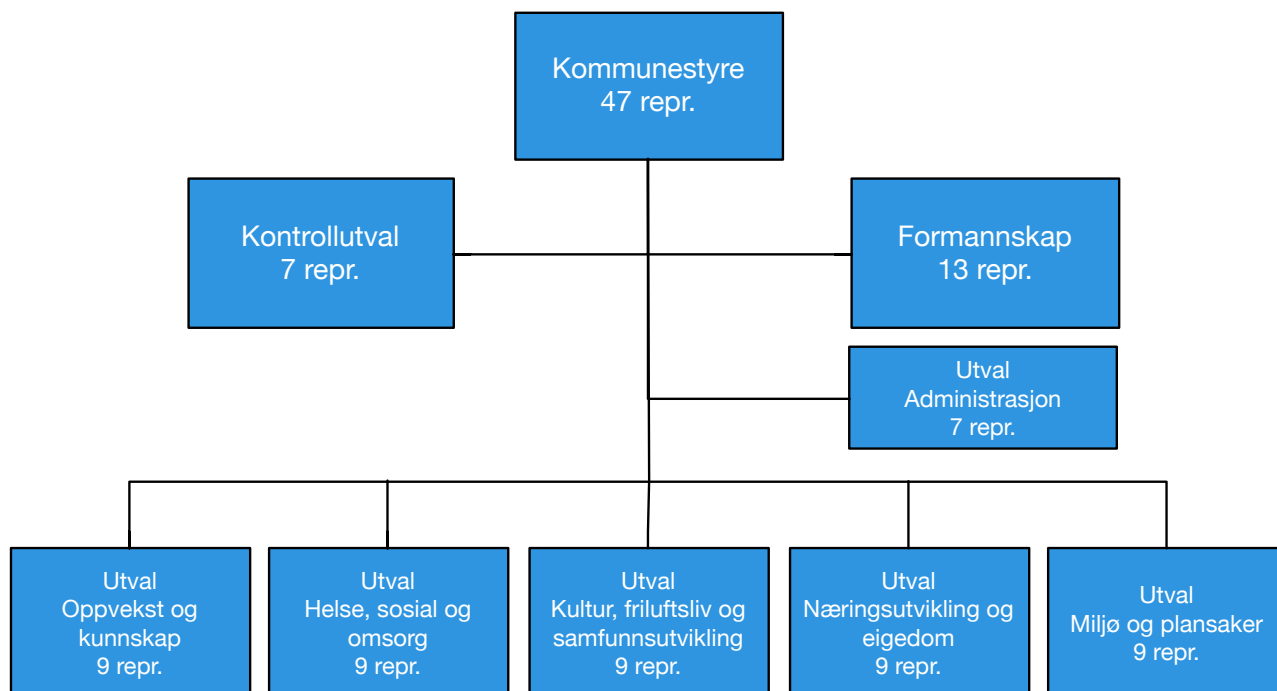 Kommunestyre
47 repr.
Kontrollutval
7 repr.
Formannskap
13 repr.
Utval
Administrasjon
7 repr.
Utval
Oppvekst og
kunnskap
9 repr.
Utval
Helse, sosial og
omsorg
9 repr.
Utval
Kultur, friluftsliv og
samfunnsutvikling
9 repr.
Utval
Næringsutvikling og
eigedom
9 repr.
Utval
Miljø og plansaker
9 repr.